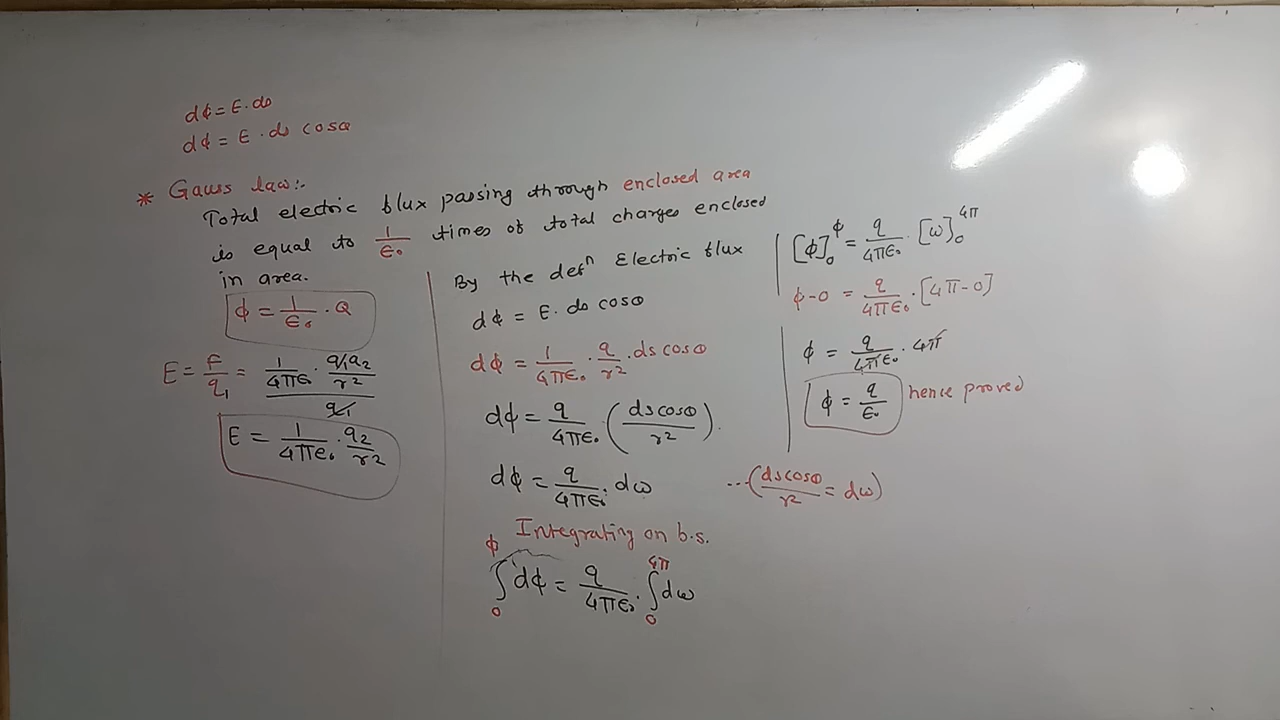 dϕ = E. ds
dϕ = E . ds cosθ
* Gauss law:.
Total electric flux passing through enclosed area
is equal to 1/ε₀ times of total charges enclosed
in area.
ϕ = 1/ε₀ . Q
E = F/q₁ = (1/4πε₀ . q₁q₂/r²)/q₁
E = 1/4πε₀ . q₂/r²
By the defⁿ Electric flux
dϕ = E. ds cosθ
dϕ = 1/4πε₀ . q/r² . ds cosθ
dϕ = q/4πε₀ (ds cosθ/r²).
dϕ = q/4πε₀ . dω ...(ds cosθ/r² = dω)
Integrating on b.s.
∫₀^ϕ dϕ = q/4πε₀ . ∫₀^4π dω
[ϕ]₀^ϕ = q/4πε₀ . [ω]₀^4π
ϕ-0 = q/4πε₀ . [4π-0]
ϕ = q/4πε₀ . 4π
ϕ = q/ε₀ hence proved